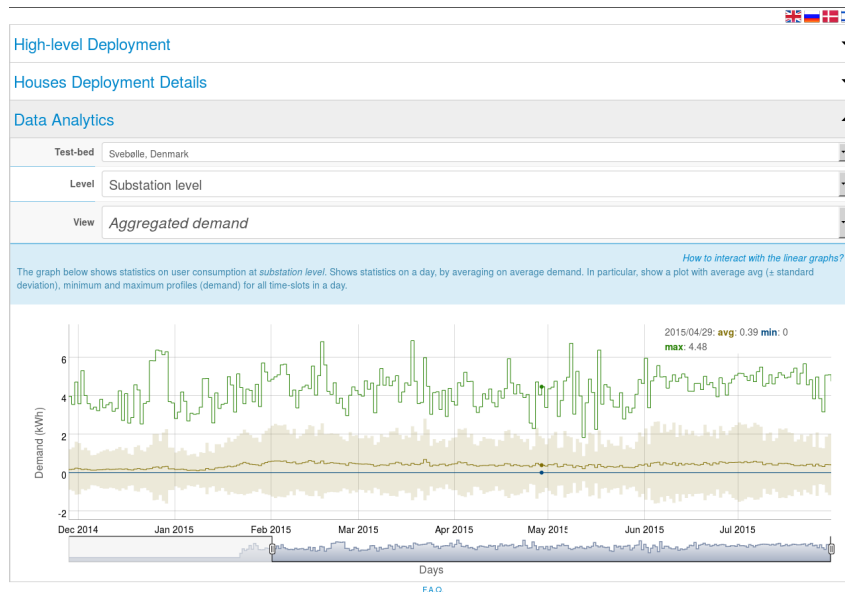 High-level Deployment
Houses Deployment Details
Data Analytics
Test-bed Svebølle, Denmark
Level Substation level
View Aggregated demand
How to interact with the linear graphs?
The graph below shows statistics on user consumption at substation level. Shows statistics on a day, by averaging on average demand. In particular, show a plot with average avg (± standard
deviation), minimum and maximum profiles (demand) for all time-slots in a day.
2015/04/29: avg: 0.39 min: 0
max: 4.48
6
4
2
0
-2
Demand (kWh)
Dec 2014 Jan 2015 Feb 2015 Mar 2015 Apr 2015 May 2015 Jun 2015 Jul 2015
Days
F.A.Q.